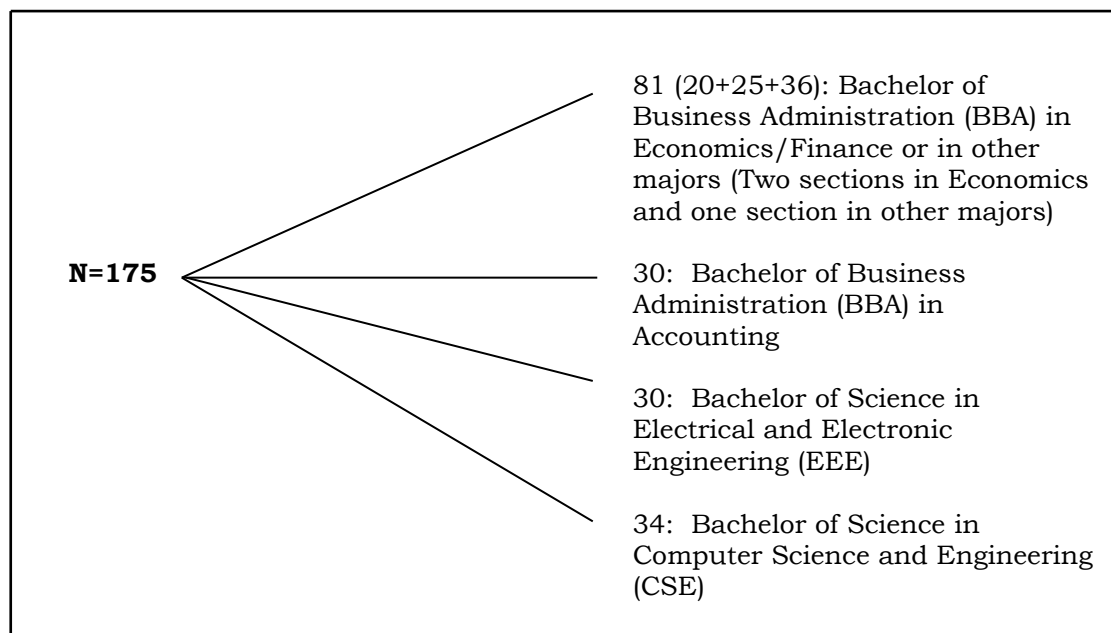 81 (20+25+36): Bachelor of
Business Administration (BBA) in
Economics/Finance or in other
majors (Two sections in Economics
and one section in other majors)
N=175
30: Bachelor of Business
Administration (BBA) in
Accounting
30: Bachelor of Science in
Electrical and Electronic
Engineering (EEE)
34: Bachelor of Science in
Computer Science and Engineering
(CSE)